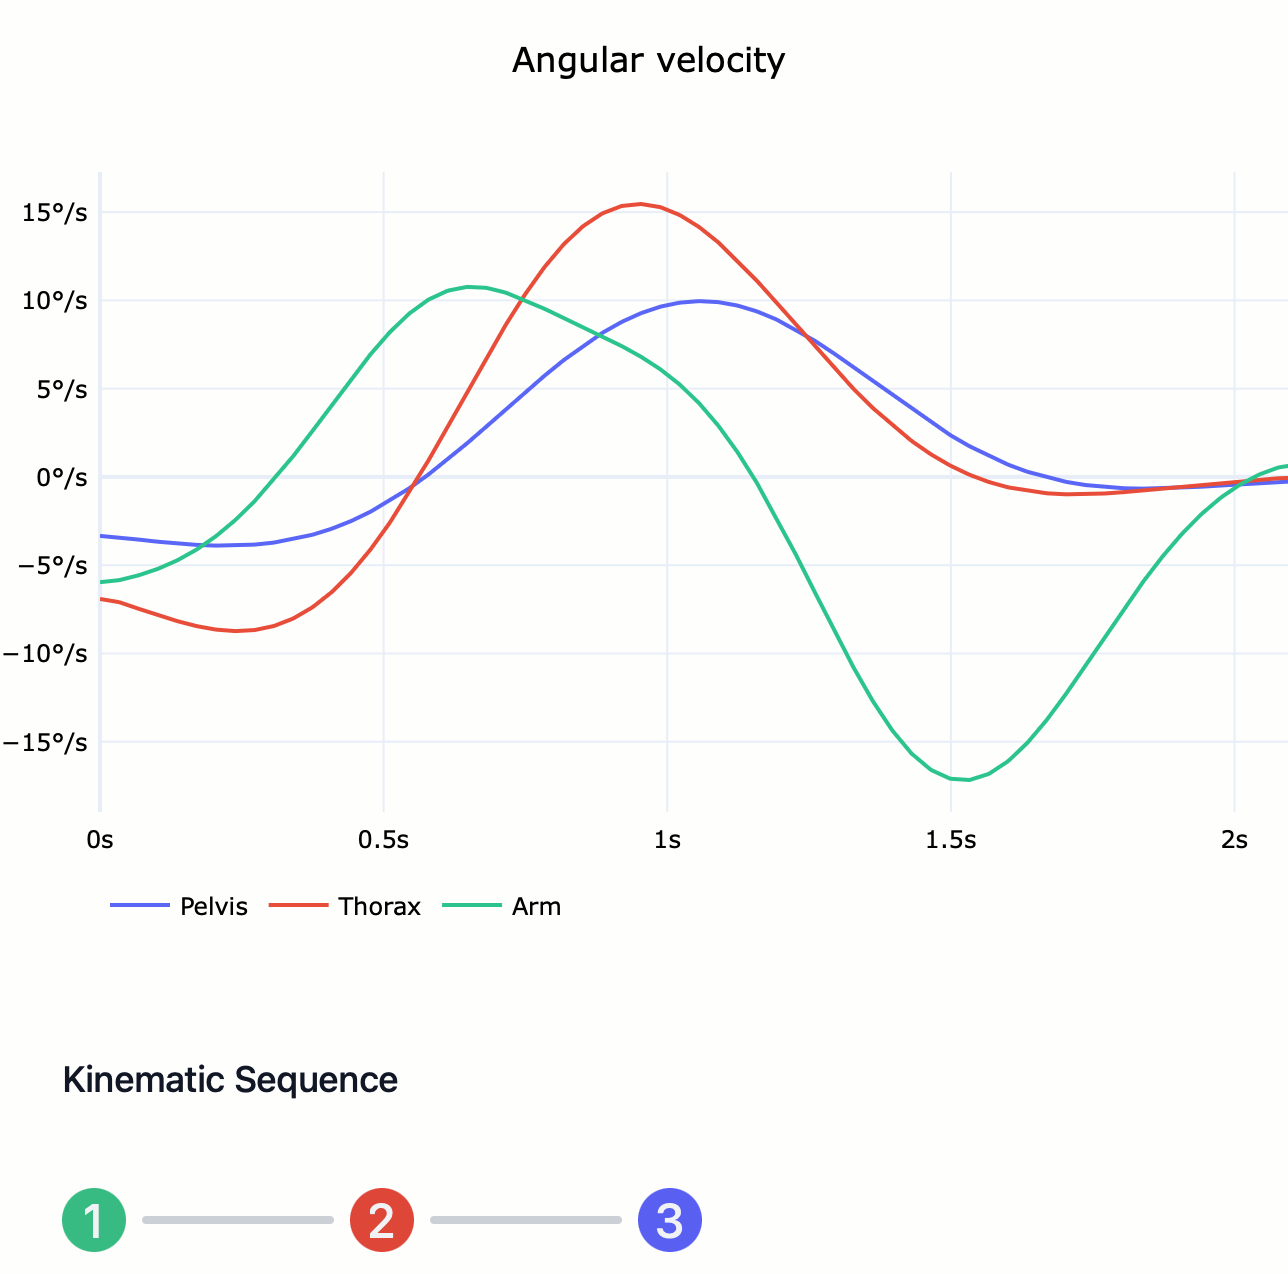 Angular velocity
15°/s
10°/s
5°/s
0°/s
−5°/s
−10°/s
−15°/s
0s 0.5s 1s 1.5s 2s
Pelvis Thorax Arm
Kinematic Sequence
1 2 3